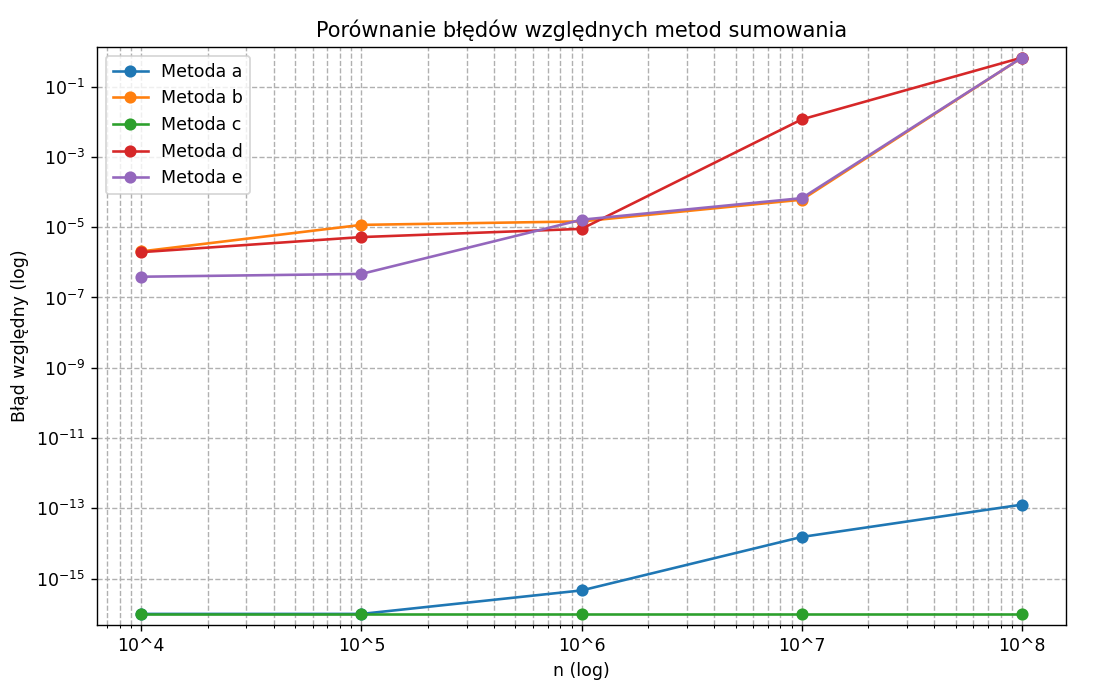 Porównanie błędów względnych metod sumowania
Metoda a
Metoda b
Metoda c
Metoda d
Metoda e
Błąd względny (log)
10⁻¹
10⁻³
10⁻⁵
10⁻⁷
10⁻⁹
10⁻¹¹
10⁻¹³
10⁻¹⁵
10^4 10^5 10^6 10^7 10^8
n (log)